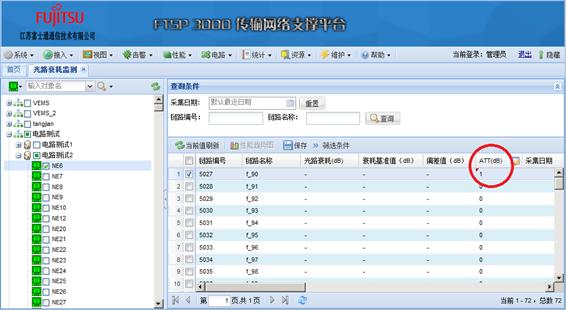 FUJITSU
江苏富士通通信技术有限公司
FTSP 3000 传输网络支撑平台
系统 接入 视图 告警 性能 电路 统计 资源 维护 帮助 当前登录：管理员 退出 隐藏
首页 光路衰耗监测
输入对象名
VEMS
VEMS_2
tangjian
电路测试
电路测试1
电路测试2
NE6
NE7
NE8
NE9
NE10
NE12
NE20
NE21
NE22
NE23
NE24
NE25
NE26
NE27
查询条件
采集日期: 默认最近日期 重置
链路编号: 链路名称: 查询
当前值刷新 性能趋势图 保存 筛选条件
链路编号 链路名称 光路衰耗(dB) 衰耗基准值（dB） 偏差值（dB） ATT(dB) 采集日期
1 5027 f_90 - - - 1
2 5028 f_91 - - - 0
3 5029 f_92 - - - 0
4 5030 f_93 - - - 0
5 5031 f_94 - - - 0
6 5032 f_95 - - - 0
7 5033 f_96 - - - 0
8 5034 f_97 - - - 0
9 5035 f_98 - - - 0
10
第 1 页,共 1 页 当前 1 - 72 , 总数 72